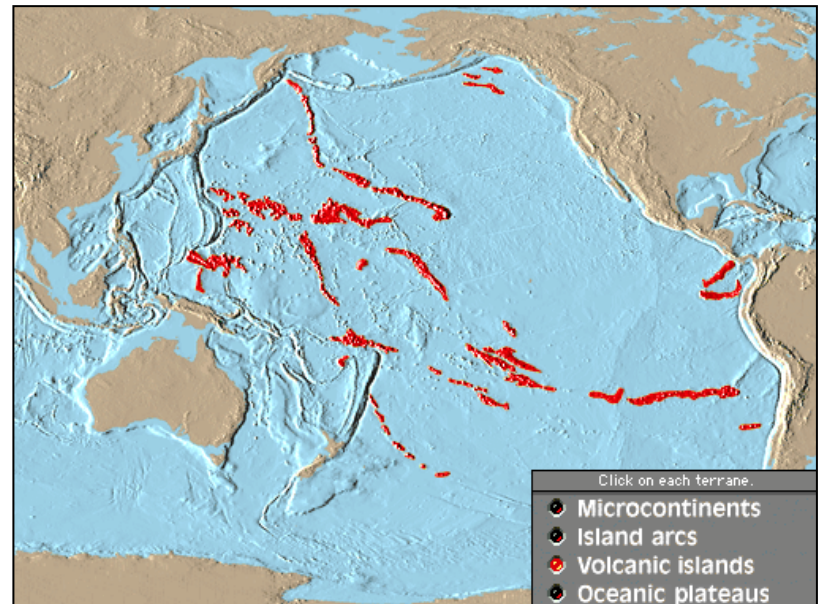 Click on each terrane.
Microcontinents
Island arcs
Volcanic islands
Oceanic plateaus